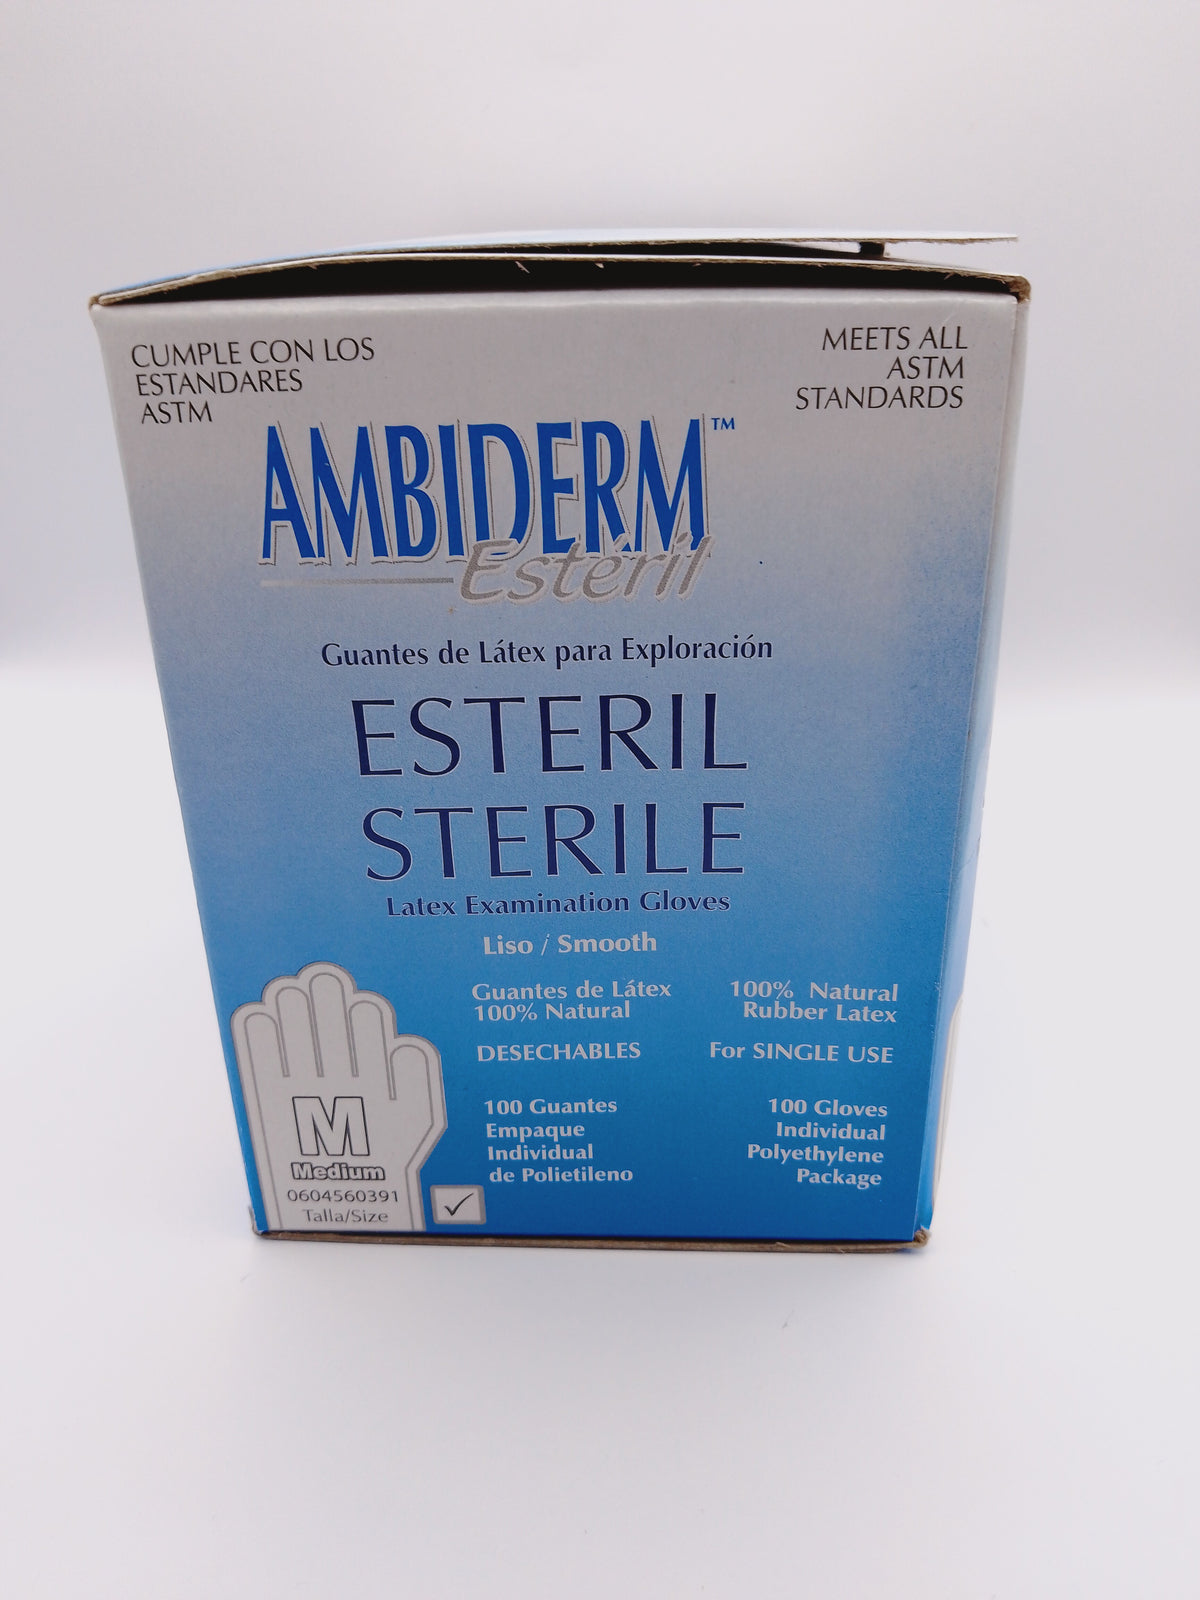 CUMPLE CON LOS
ESTANDARES
ASTM
MEETS ALL
ASTM
STANDARDS
AMBIDERM™
Estéril
Guantes de Látex para Exploración
ESTERIL
STERILE
Latex Examination Gloves
Liso / Smooth
Guantes de Látex
100% Natural
100% Natural
Rubber Latex
DESECHABLES
For SINGLE USE
100 Guantes
Empaque
Individual
de Polietileno
100 Gloves
Individual
Polyethylene
Package
M
Medium
0604560391
Talla/Size